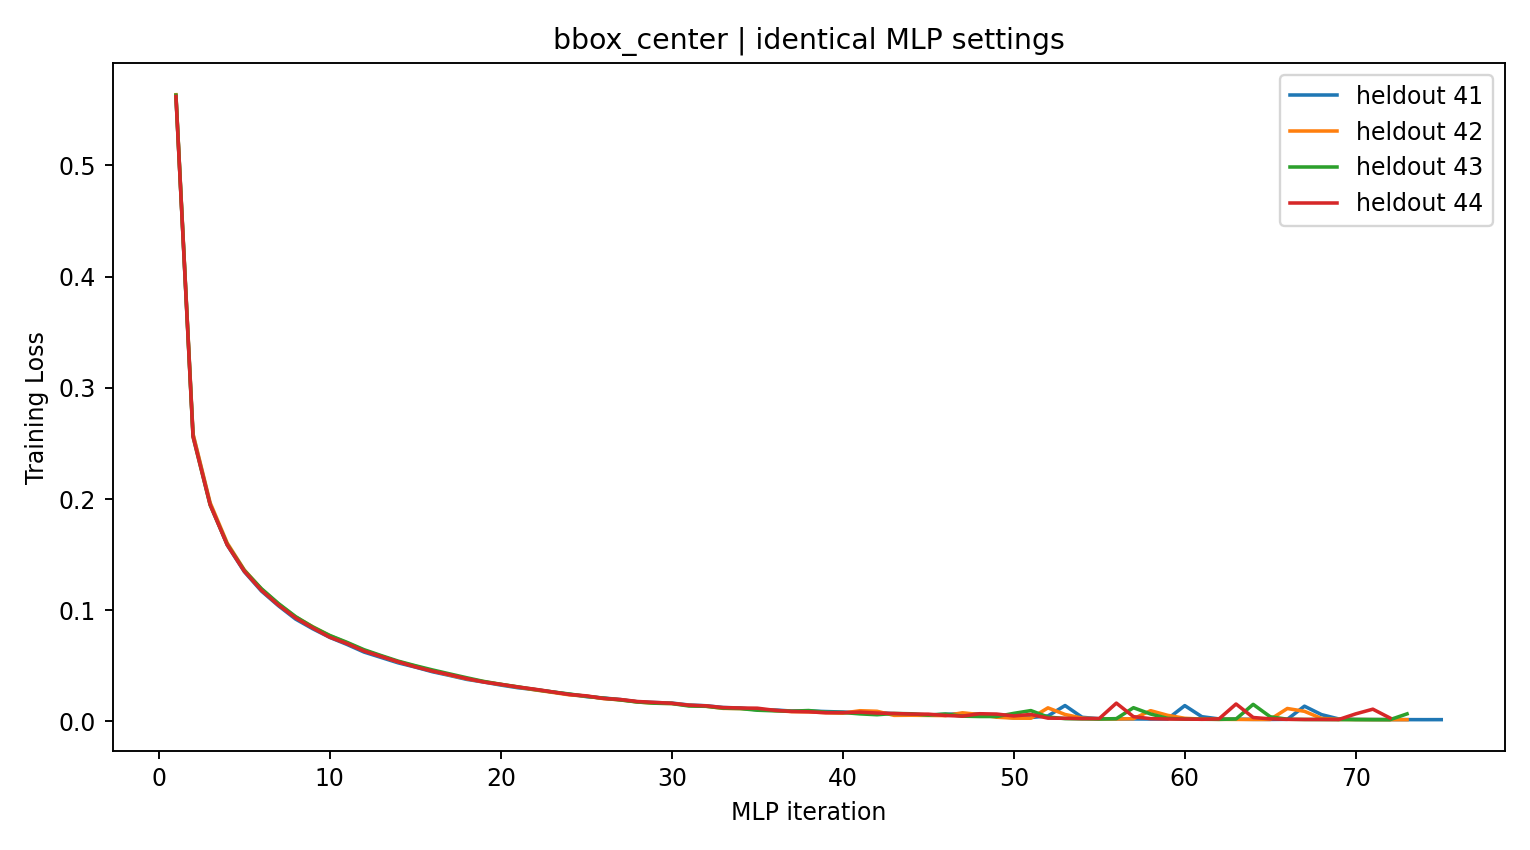 bbox_center | identical MLP settings
heldout 41
heldout 42
heldout 43
heldout 44
Training Loss
0.5
0.4
0.3
0.2
0.1
0.0
0 10 20 30 40 50 60 70
MLP iteration